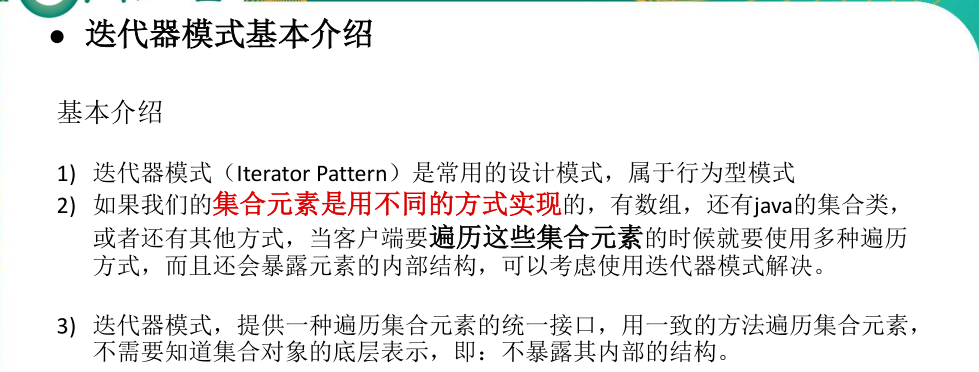 ● 迭代器模式基本介绍
基本介绍
1) 迭代器模式（Iterator Pattern）是常用的设计模式，属于行为型模式
2) 如果我们的集合元素是用不同的方式实现的，有数组，还有java的集合类，
或者还有其他方式，当客户端要遍历这些集合元素的时候就要使用多种遍历
方式，而且还会暴露元素的内部结构，可以考虑使用迭代器模式解决。
3) 迭代器模式，提供一种遍历集合元素的统一接口，用一致的方法遍历集合元素，
不需要知道集合对象的底层表示，即：不暴露其内部的结构。